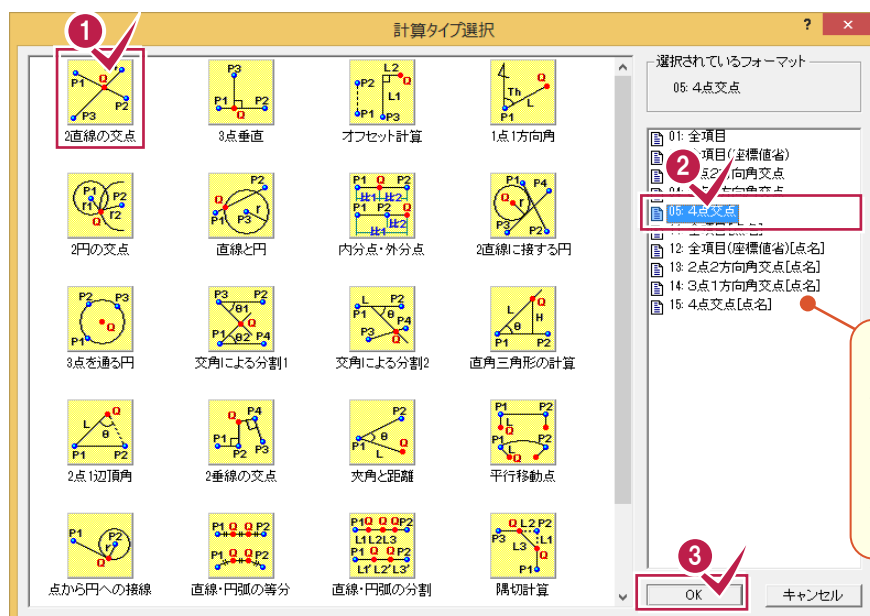 計算タイプ選択
?
×
1
2直線の交点
3点垂直
オフセット計算
1点1方向角
2円の交点
直線と円
内分点・外分点
2直線に接する円
3点を通る円
交角による分割1
交角による分割2
直角三角形の計算
2点1辺頂角
2垂線の交点
夾角と距離
平行移動点
点から円への接線
直線・円弧の等分
直線・円弧の分割
隅切計算
選択されているフォーマット
05: 4点交点
01: 全項目
全項目(座標値省)
2
05: 4点交点
12: 全項目(座標値省)[点名]
13: 2点2方向角交点[点名]
14: 3点1方向角交点[点名]
15: 4点交点[点名]
3
OK
キャンセル